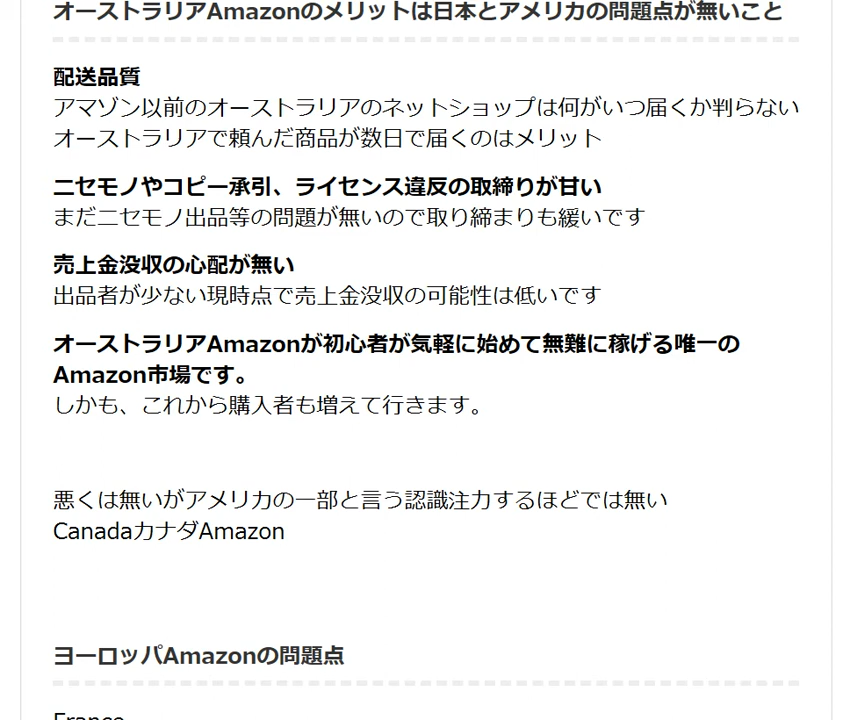 オーストラリアAmazonのメリットは日本とアメリカの問題点が無いこと
配送品質
アマゾン以前のオーストラリアのネットショップは何がいつ届くか判らない
オーストラリアで頼んだ商品が数日で届くのはメリット
ニセモノやコピー承引、ライセンス違反の取締りが甘い
まだニセモノ出品等の問題が無いので取り締まりも緩いです
売上金没収の心配が無い
出品者が少ない現時点で売上金没収の可能性は低いです
オーストラリアAmazonが初心者が気軽に始めて無難に稼げる唯一の
Amazon市場です。
しかも、これから購入者も増えて行きます。
悪くは無いがアメリカの一部と言う認識注力するほどでは無い
CanadaカナダAmazon
ヨーロッパAmazonの問題点
France